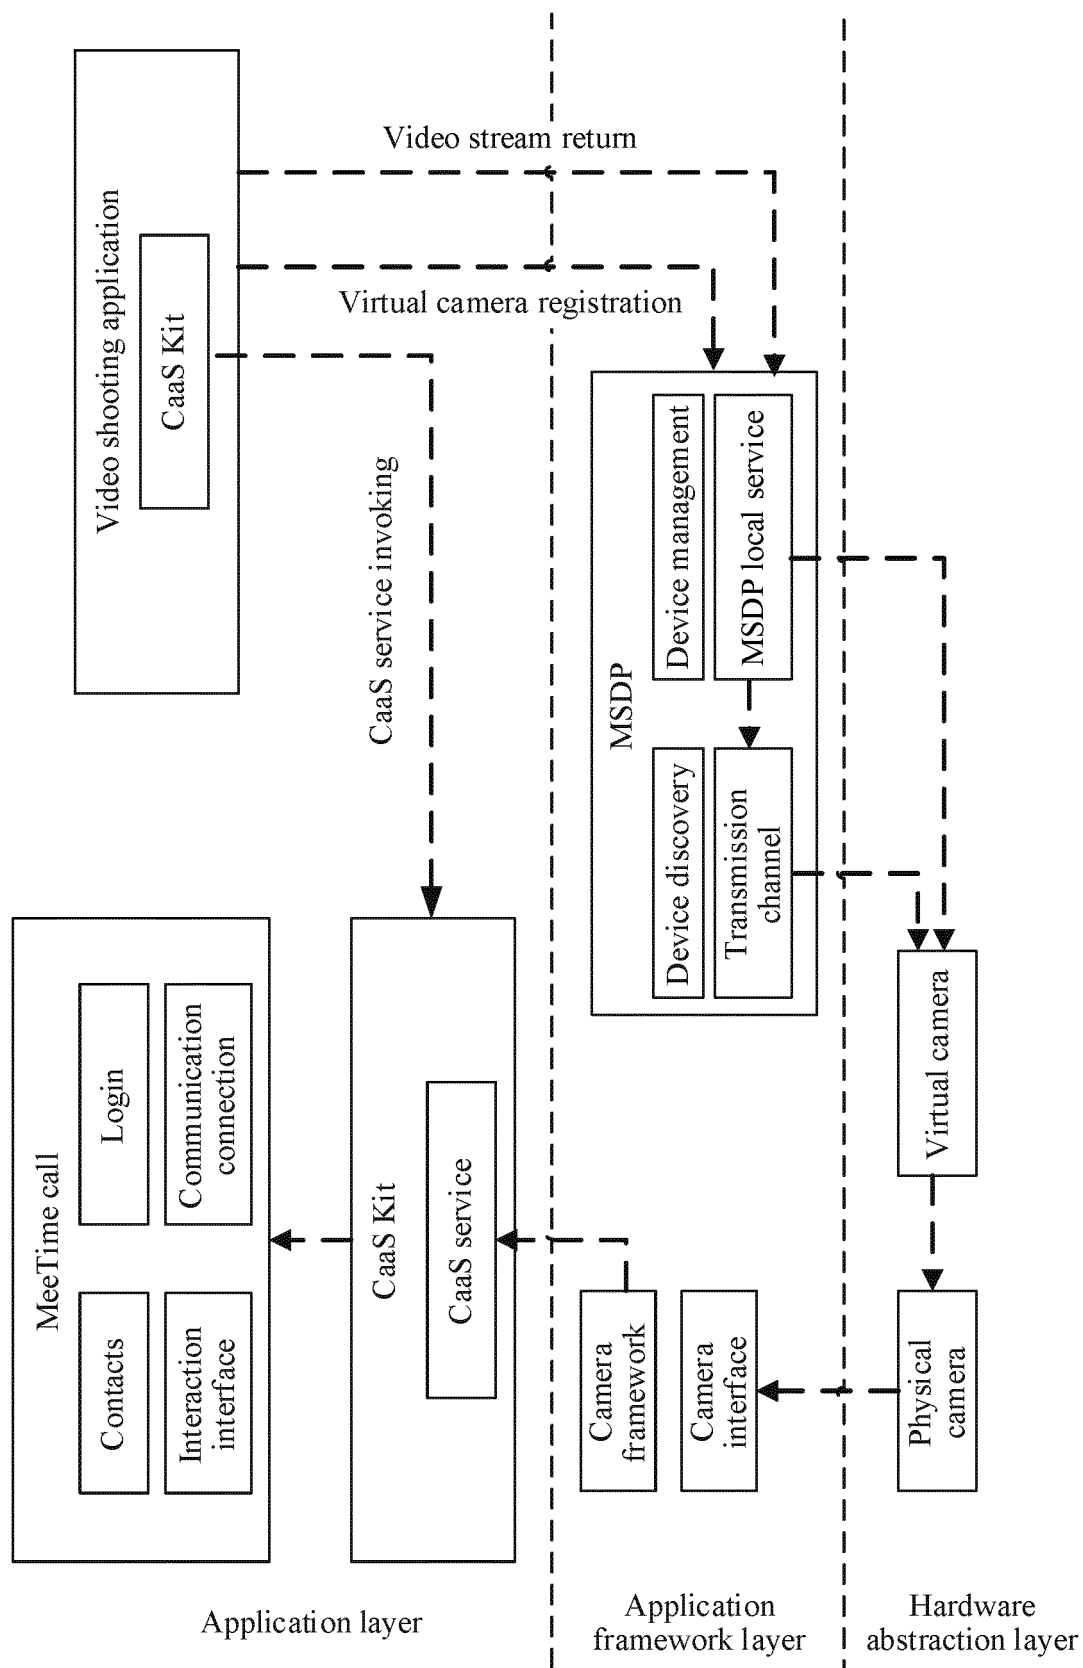 MeeTime call
Contacts
Login
Interaction
interface
Communication
connection
CaaS Kit
CaaS service
Video shooting application
CaaS Kit
CaaS service invoking
Video stream return
Virtual camera registration
Application layer
Camera
framework
Camera
interface
MSDP
Device discovery
Device management
Transmission
channel
MSDP local service
Application
framework layer
Physical
camera
Virtual camera
Hardware
abstraction layer